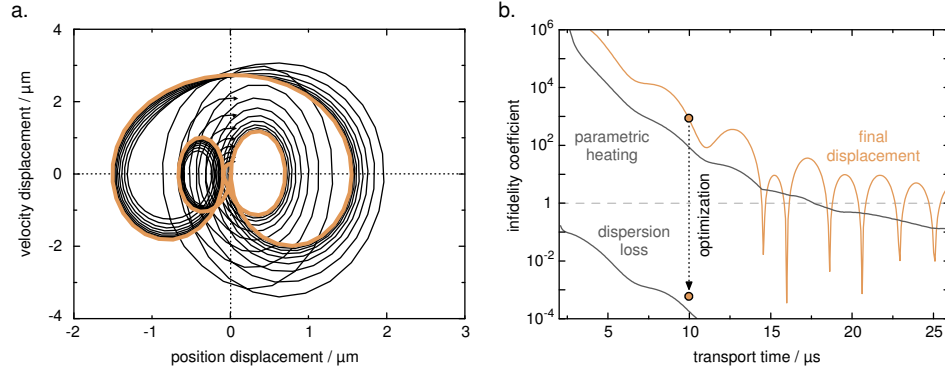 a.
4
2
0
-2
-4
velocity displacement / μm
-2
-1
0
1
2
3
position displacement / μm
b.
10^6
10^4
10^2
1
10^-2
10^-4
infidelity coefficient
parametric
heating
final
displacement
dispersion
loss
optimization
5
10
15
20
25
transport time / μs